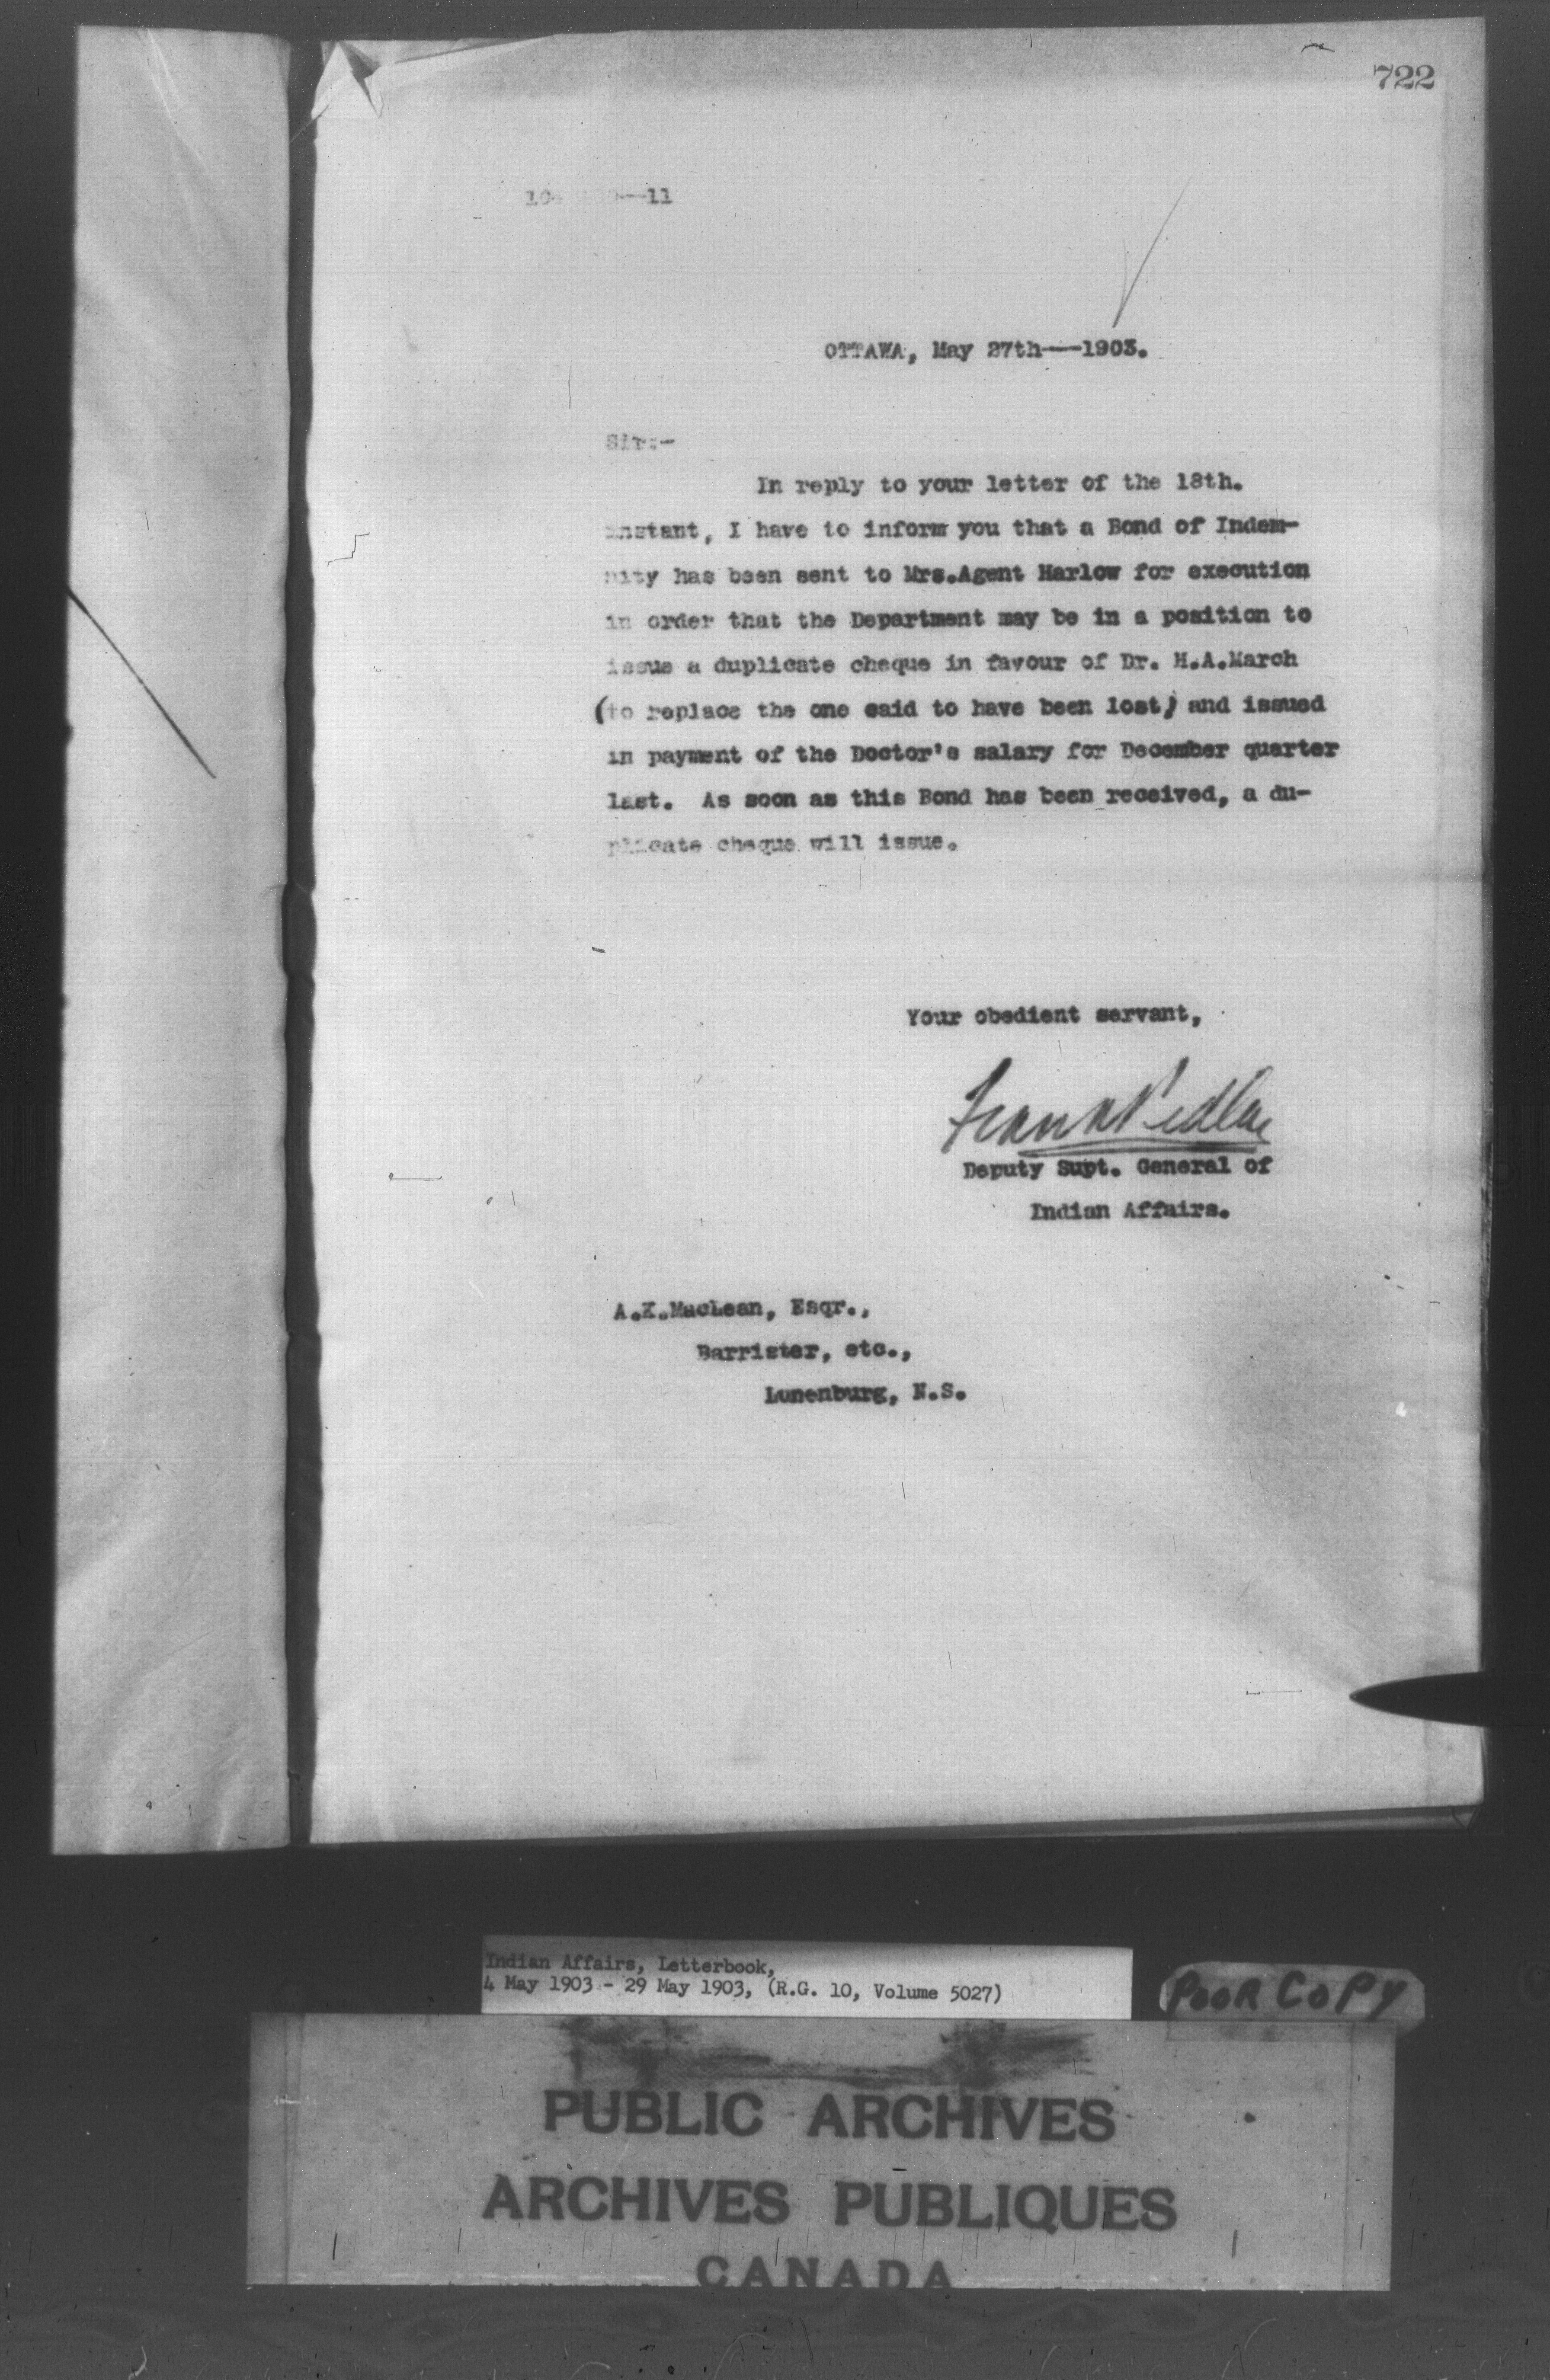 722
OTTAWA, May 27th---1903.
Sir:-
In reply to your letter of the 18th.
instant, I have to inform you that a Bond of Indem-
nity has been sent to Mrs.Agent Harlow for execution
in order that the Department may be in a position to
issue a duplicate cheque in favour of Dr. H.A.March
(to replace the one said to have been lost) and issued
in payment of the Doctor's salary for December quarter
last. As soon as this Bond has been received, a du-
plicate cheque will issue.
Your obedient servant,
Frank Pedley
Deputy Supt. General of
Indian Affairs.
A.K.MacLean, Esqr.,
Barrister, etc.,
Lunenburg, N.S.
Indian Affairs, Letterbook,
4 May 1903 - 29 May 1903, (R.G. 10, Volume 5027)
POOR COPY
PUBLIC ARCHIVES
ARCHIVES PUBLIQUES
CANADA